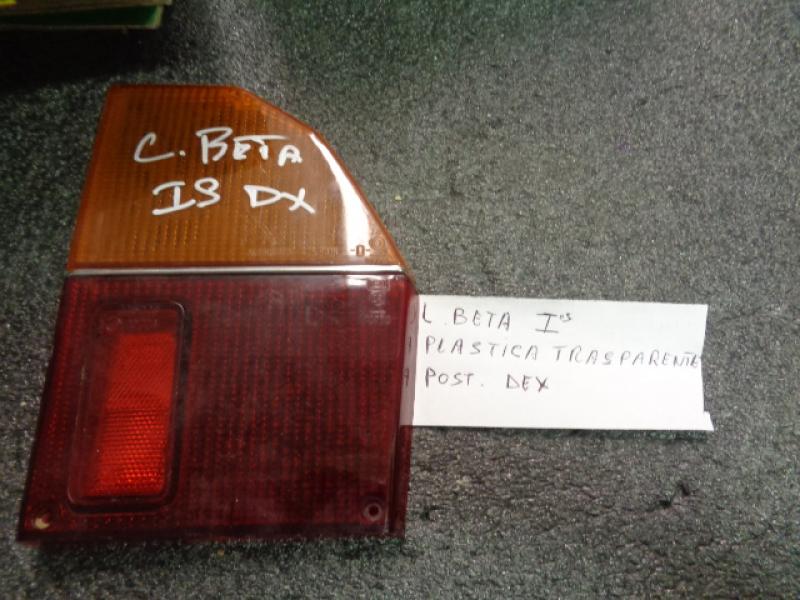 C. BETA
IS DX
L. BETA I^s
PLASTICA TRASPARENTE
POST. DEX